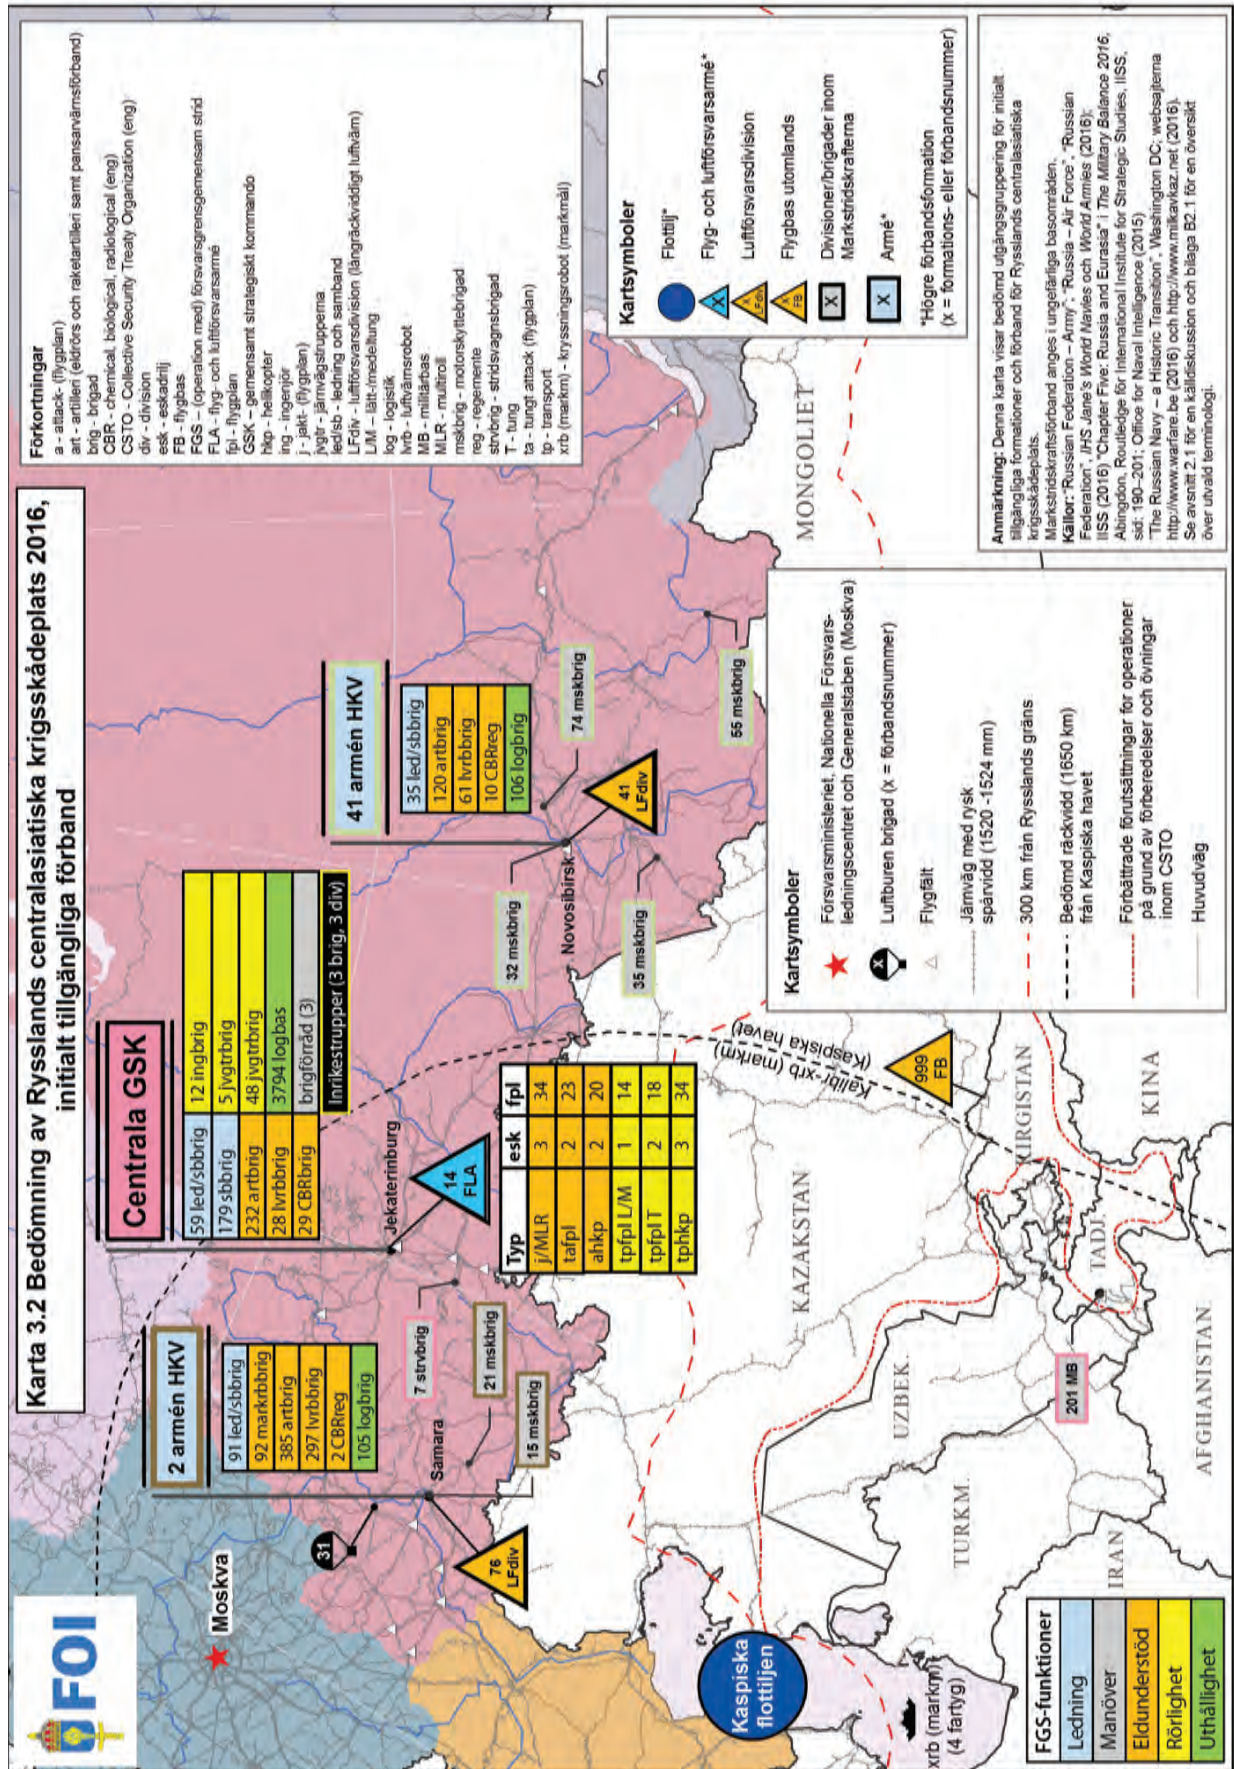 Karta 3.2 Bedömning av Rysslands centralasiatiska krigsskådeplats 2016,
initialt tillgängliga förband
FOI
Förkortningar
a - attack- (flygplan)
art - artilleri (eldrörs och raketartilleri samt pansarvärnsförband)
brig - brigad
CBR - chemical, biological, radiological (eng)
CSTO - Collective Security Treaty Organization (eng)
div - division
esk - eskadrilj
FB - flygbas
FGS – (operation med) försvarsgrensgemensam strid
FLA – flyg- och luftförsvarsarmé
fpl - flygplan
GSK – gemensamt strategiskt kommando
hkp - helikopter
ing - ingenjör
j - jakt- (flygplan)
jvgtr - järnvägstrupperna
led/sb - ledning och samband
LFdiv - luftförsvarsdivision (långräckvidigt luftvärn)
L/M – lätt-/medeltung
log - logistik
lvrb - luftvärnsrobot
MB - militärbas
MLR - multiroll
mskbrig - motorskyttebrigad
reg - regemente
strvbrig - stridsvagnsbrigad
T - tung
ta - tungt attack (flygplan)
tp - transport
xrb (markm) - kryssningsrobot (markmål)
Centrala GSK
59 led/sbbrig 12 ingbrig
179 sbbrig 5 jvgtrbrig
232 artbrig 48 jvgtrbrig
28 lvrbbrig 3794 logbas
29 CBRbrig brigförråd (3)
Inrikestrupper (3 brig, 3 div)
2 armén HKV
91 led/sbbrig
92 markrbbrig
385 artbrig
297 lvrbbrig
2 CBRreg
105 logbrig
41 armén HKV
35 led/sbbrig
120 artbrig
61 lvrbbrig
10 CBRreg
106 logbrig
Moskva
31
Samara
76
LFdiv
7 strvbrig
21 mskbrig
15 mskbrig
Jekaterinburg
14
FLA
Typ esk fpl
j/MLR 3 34
tafpl 2 23
ahkp 2 20
tpfpl L/M 1 14
tpfpl T 2 18
tphkp 3 34
32 mskbrig
Novosibirsk
35 mskbrig
74 mskbrig
41
LFdiv
55 mskbrig
MONGOLIET
Kalibr-xrb (markm)
(Kaspiska havet)
999
FB
KAZAKSTAN
KIRGISTAN
KINA
TADJ.
UZBEK.
201 MB
TURKM.
AFGHANISTAN
IRAN
Kaspiska
flottiljen
xrb (markm)
(4 fartyg)
FGS-funktioner
Ledning
Manöver
Eldunderstöd
Rörlighet
Uthållighet
Kartsymboler
Försvarsministeriet, Nationella Försvars-
ledningscentret och Generalstaben (Moskva)
X
Luftburen brigad (x = förbandsnummer)
Flygfält
Järnväg med rysk
spårvidd (1520 -1524 mm)
300 km från Rysslands gräns
Bedömd räckvidd (1650 km)
från Kaspiska havet
Förbättrade förutsättningar for operationer
på grund av förberedelser och övningar
inom CSTO
Huvudväg
Kartsymboler
Flottilj*
X
Flyg- och luftförsvarsarmé*
X
LFdiv
Luftförsvarsdivision
X
FB
Flygbas utomlands
X
Divisioner/brigader inom
Markstridskrafterna
X
Armé*
*Högre förbandsformation
(x = formations- eller förbandsnummer)
Anmärkning: Denna karta visar bedömd utgångsgruppering för initialt
tillgängliga formationer och förband för Rysslands centralasiatiska
krigsskådeplats.
Markstridskraftsförband anges i ungefärliga basområden.
Källor: "Russian Federation – Army"; "Russia – Air Force", "Russian
Federation", IHS Jane's World Navies och World Armies (2016);
IISS (2016) "Chapter Five: Russia and Eurasia" i The Military Balance 2016,
Abingdon, Routledge för International Institute for Strategic Studies, IISS,
sid: 190–201; Office for Naval Intelligence (2015)
"The Russian Navy – a Historic Transition", Washington DC; websajterna
http://www.warfare.be (2016) och http://www.milkavkaz.net (2016).
Se avsnitt 2.1 för en källdiskussion och bilaga B2.1 för en översikt
över utvald terminologi.